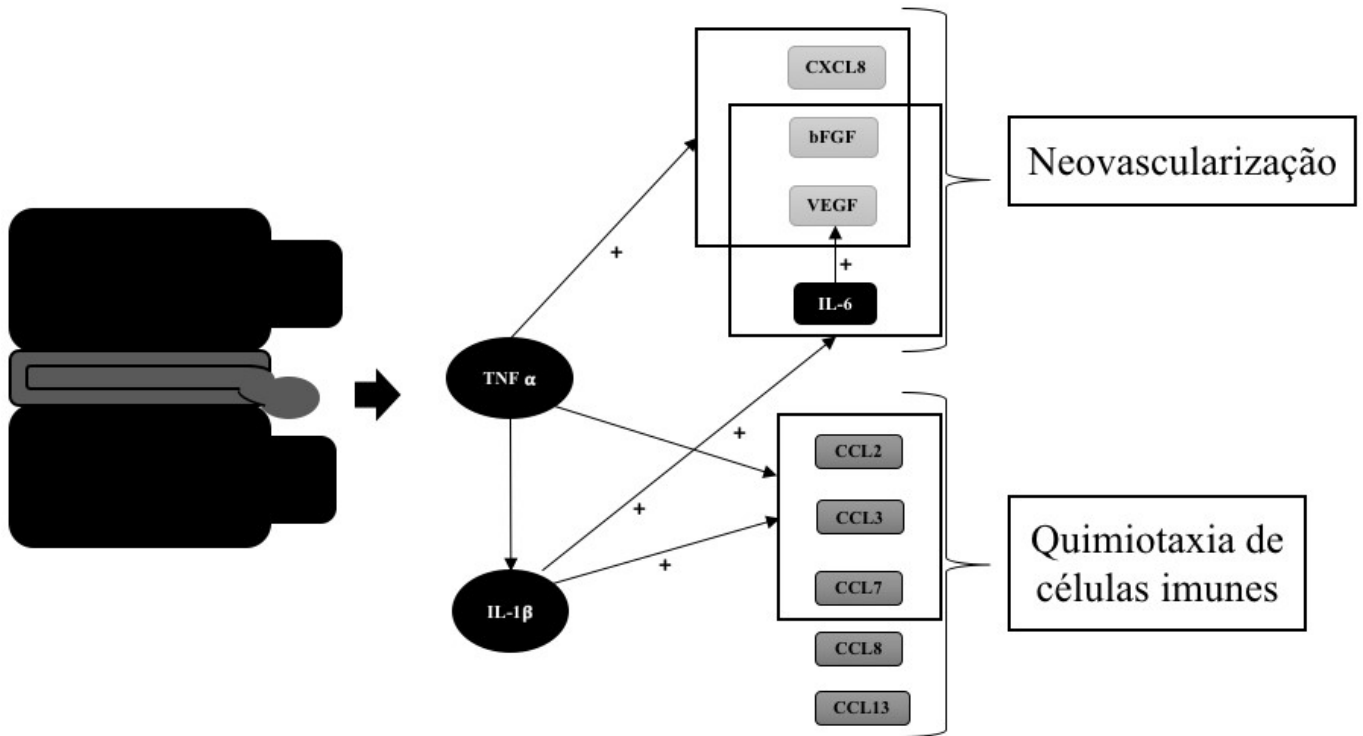 CXCL8
bFGF
Neovascularização
VEGF
+
+
IL-6
TNF α
+
CCL2
+
CCL3
Quimiotaxia de
células imunes
+
CCL7
IL-1β
CCL8
CCL13